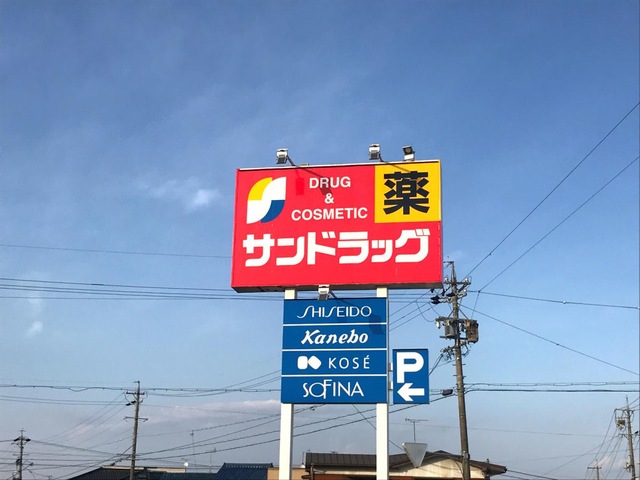 DRUG
&
COSMETIC
薬
サンドラッグ
SHISEIDO
Kanebo
KOSÉ
SOFINA
P